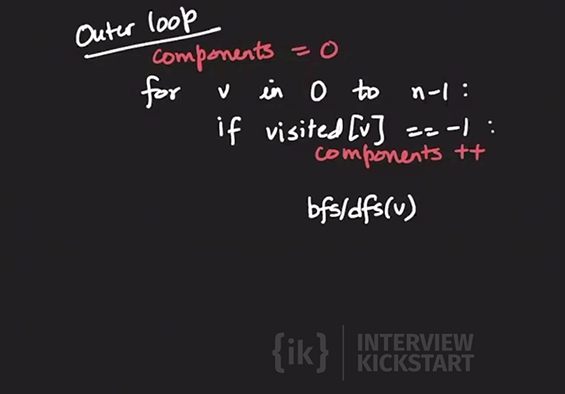 Outer loop
components = 0
for v in 0 to n-1:
if visited[v] == -1:
components ++
bfs/dfs(v)
{ik} INTERVIEW
KICKSTART